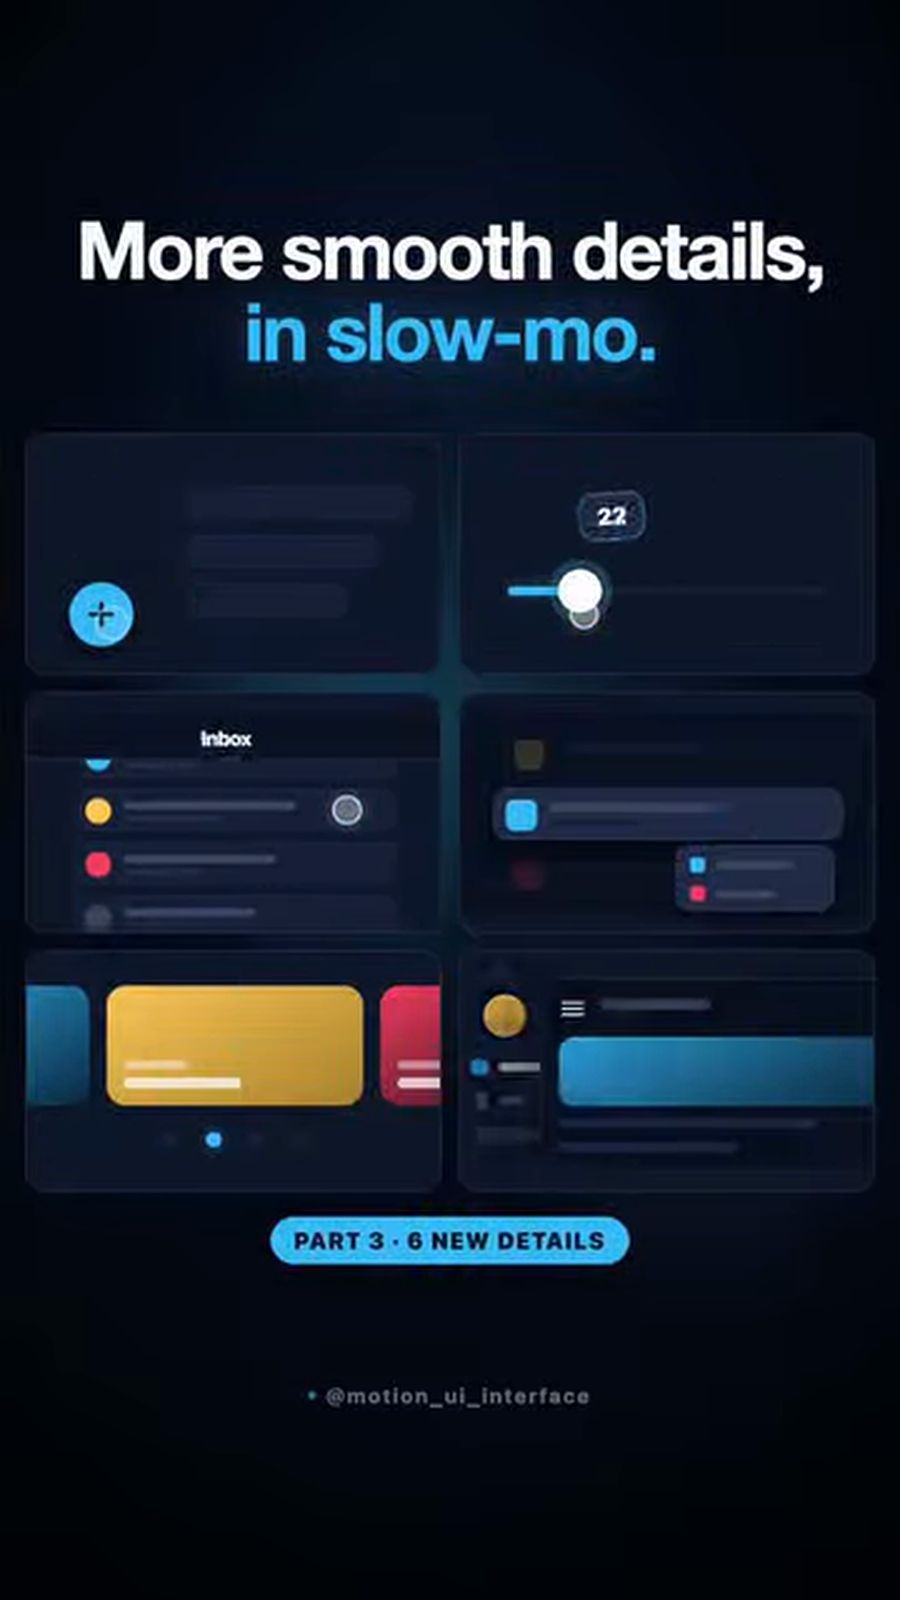 More smooth details,
in slow-mo.
22
Inbox
PART 3 · 6 NEW DETAILS
@motion_ui_interface